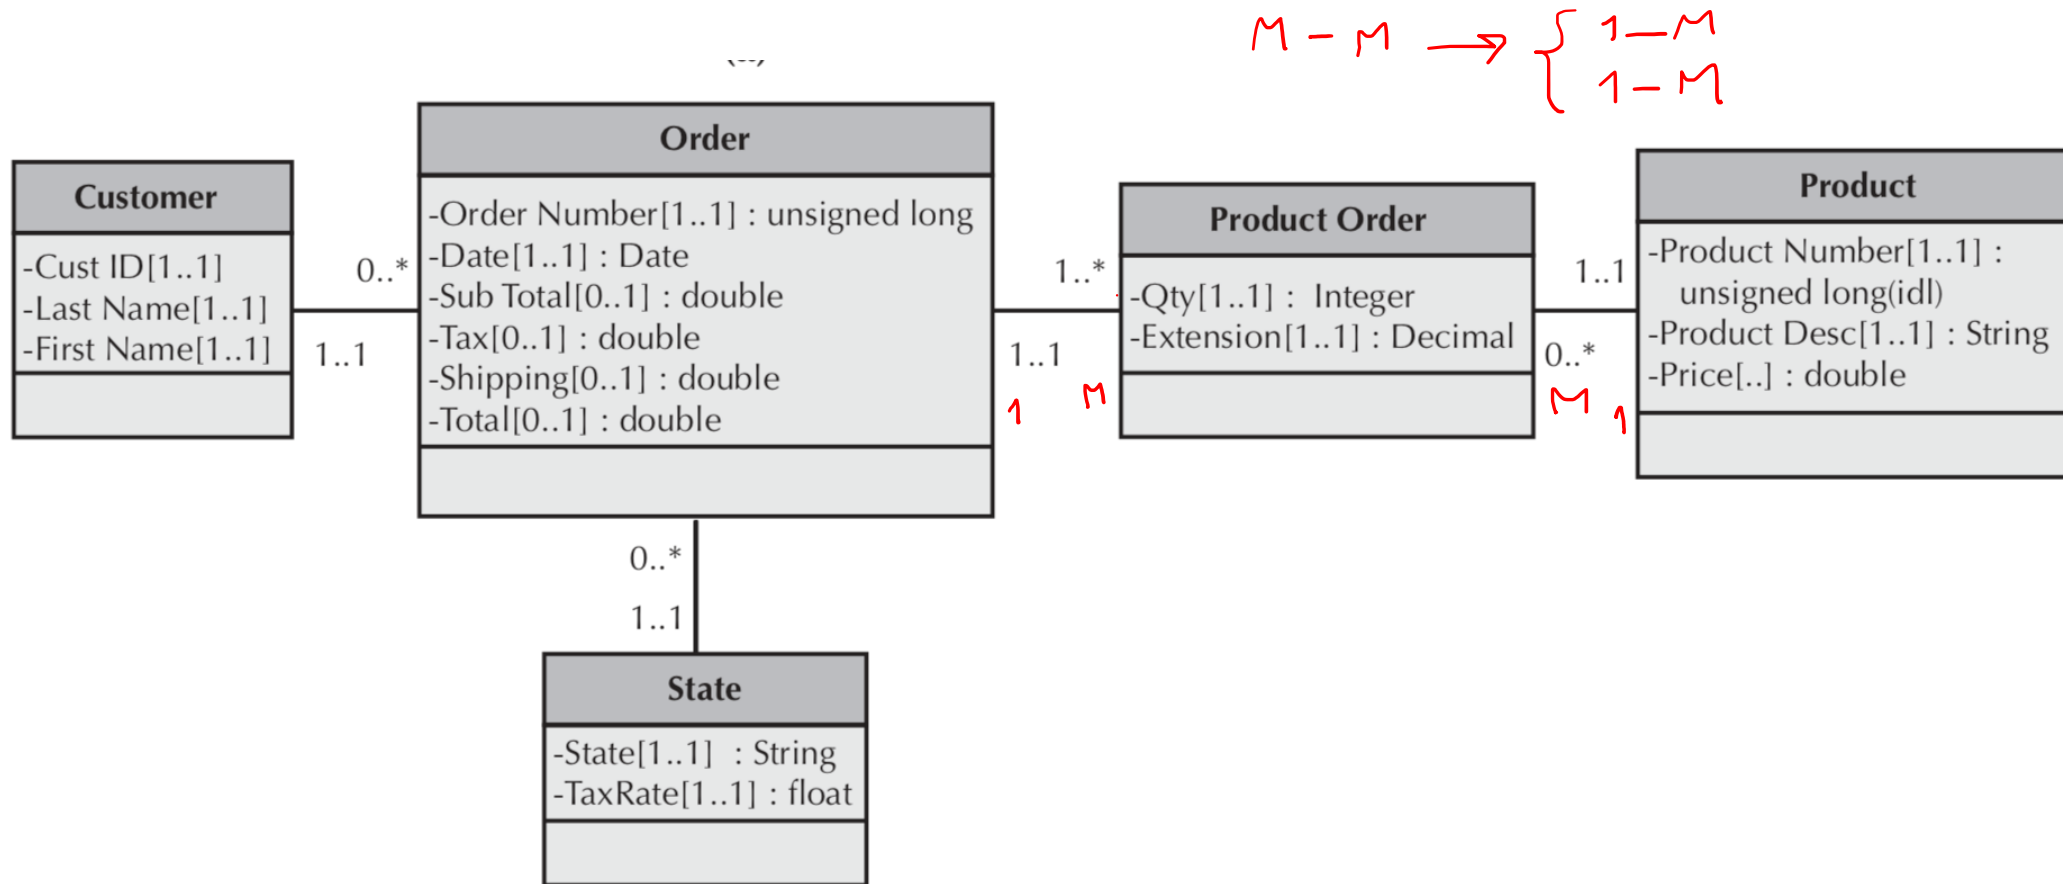 M - M → { 1 - M
1 - M
Customer
-Cust ID[1..1]
-Last Name[1..1]
-First Name[1..1]
0..*
1..1
Order
-Order Number[1..1] : unsigned long
-Date[1..1] : Date
-Sub Total[0..1] : double
-Tax[0..1] : double
-Shipping[0..1] : double
-Total[0..1] : double
1..*
1..1
1 M
Product Order
-Qty[1..1] : Integer
-Extension[1..1] : Decimal
1..1
0..*
M 1
Product
-Product Number[1..1] :
unsigned long(idl)
-Product Desc[1..1] : String
-Price[..] : double
0..*
1..1
State
-State[1..1] : String
-TaxRate[1..1] : float